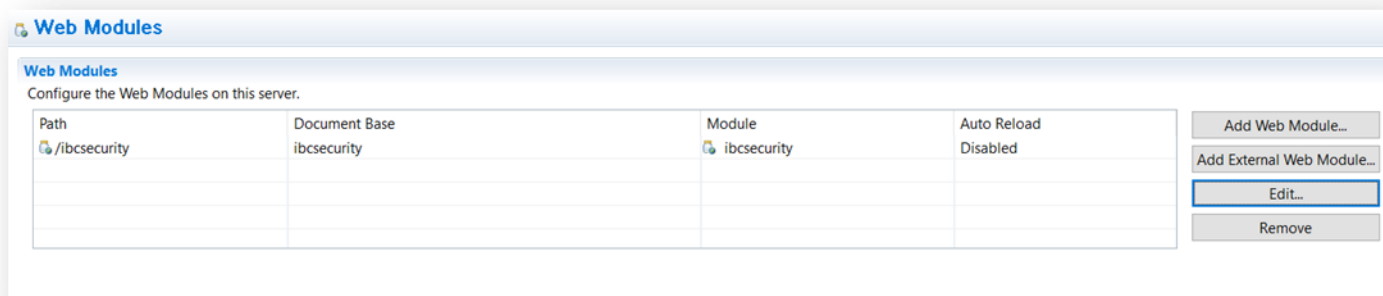 Web Modules
Web Modules
Configure the Web Modules on this server.
Path Document Base Module Auto Reload
/ibcsecurity ibcsecurity ibcsecurity Disabled
Add Web Module...
Add External Web Module...
Edit...
Remove